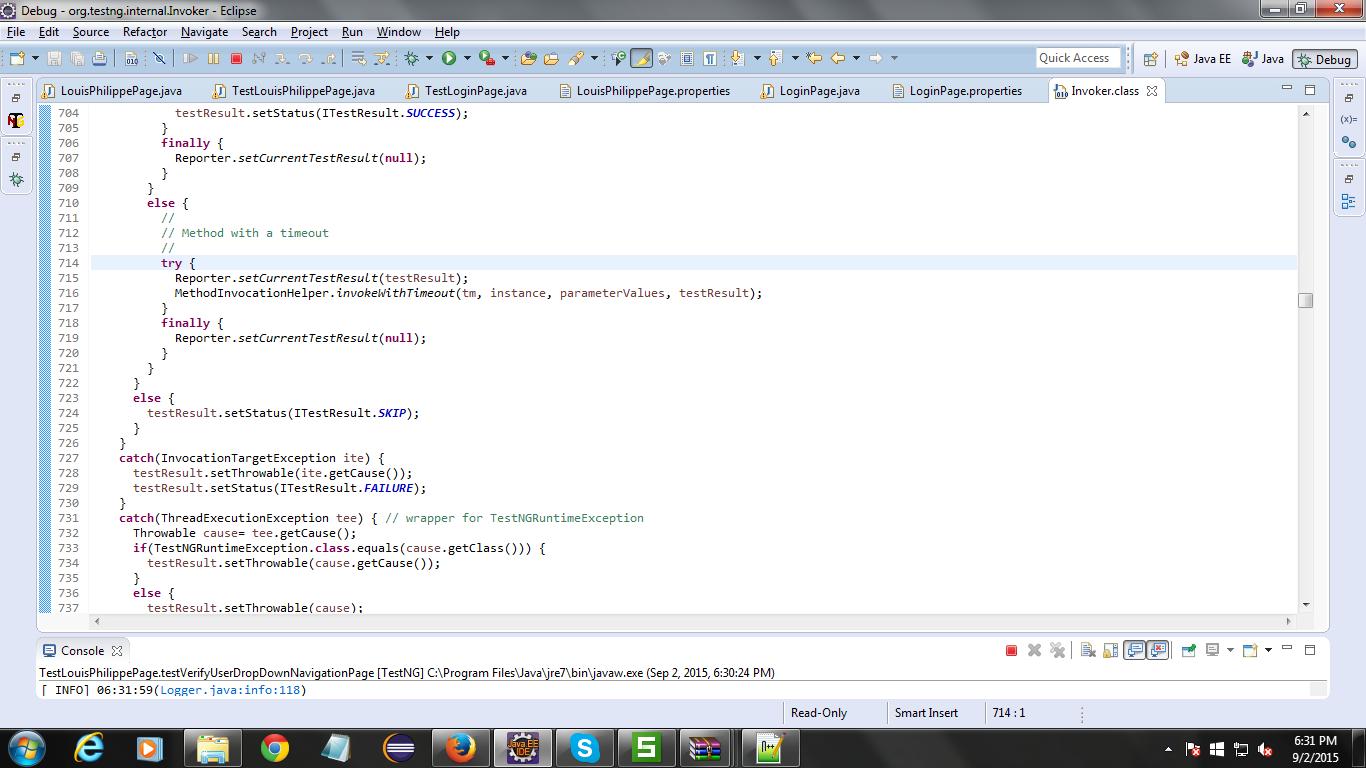 Debug - org.testng.internal.Invoker - Eclipse
File Edit Source Refactor Navigate Search Project Run Window Help
Quick Access Java EE Java Debug
LouisPhilippePage.java TestLouisPhilippePage.java TestLoginPage.java LouisPhilippePage.properties LoginPage.java LoginPage.properties Invoker.class
704 testResult.setStatus(ITestResult.SUCCESS);
705 }
706 finally {
707 Reporter.setCurrentTestResult(null);
708 }
709 }
710 else {
711 //
712 // Method with a timeout
713 //
714 try {
715 Reporter.setCurrentTestResult(testResult);
716 MethodInvocationHelper.invokeWithTimeout(tm, instance, parameterValues, testResult);
717 }
718 finally {
719 Reporter.setCurrentTestResult(null);
720 }
721 }
722 }
723 else {
724 testResult.setStatus(ITestResult.SKIP);
725 }
726 }
727 catch(InvocationTargetException ite) {
728 testResult.setThrowable(ite.getCause());
729 testResult.setStatus(ITestResult.FAILURE);
730 }
731 catch(ThreadExecutionException tee) { // wrapper for TestNGRuntimeException
732 Throwable cause= tee.getCause();
733 if(TestNGRuntimeException.class.equals(cause.getClass())) {
734 testResult.setThrowable(cause.getCause());
735 }
736 else {
737 testResult.setThrowable(cause);
Console
TestLouisPhilippePage.testVerifyUserDropDownNavigationPage [TestNG] C:\Program Files\Java\jre7\bin\javaw.exe (Sep 2, 2015, 6:30:24 PM)
[ INFO] 06:31:59(Logger.java:info:118)
Read-Only Smart Insert 714 : 1
Java EE IDE
6:31 PM
9/2/2015